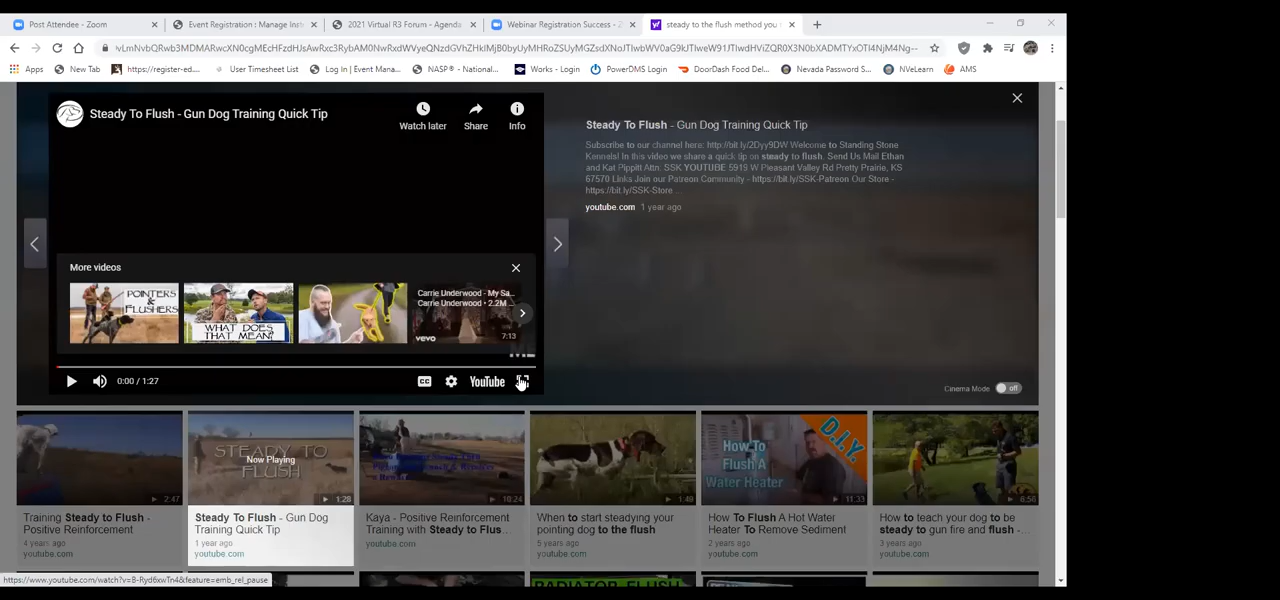 Post Attendee - Zoom
Event Registration : Manage Inst
2021 Virtual R3 Forum - Agenda
Webinar Registration Success - Z
steady to the flush method you t
Apps
New Tab
https://register-ed....
User Timesheet List
Log In | Event Mana...
NASP® - National...
Works - Login
PowerDMS Login
DoorDash Food Del...
Nevada Password S...
NVeLearn
AMS
Steady To Flush - Gun Dog Training Quick Tip
Watch later
Share
Info
Steady To Flush - Gun Dog Training Quick Tip
Subscribe to our channel here: http://bit.ly/2Dyy9DW Welcome to Standing Stone
Kennels! In this video we share a quick tip on steady to flush. Send Us Mail Ethan
and Kat Pippitt Attn: SSK YOUTUBE 5919 W Pleasant Valley Rd Pretty Prairie, KS
67570 Links Join our Patreon Community - https://bit.ly/SSK-Patreon Our Store -
https://bit.ly/SSK-Store ...
youtube.com 1 year ago
More videos
POINTERS
&
FLUSHERS
WHAT DOES
THAT MEAN?
Carrie Underwood - My Sa...
Carrie Underwood • 2.2M...
vevo
7:13
0:00 / 1:27
CC
YouTube
Cinema Mode
off
2:47
STEADY TO
FLUSH
Now Playing
1:28
10:24
1:49
How To
Flush A
Water Heater
D.I.Y.
11:33
6:56
Training Steady to Flush -
Positive Reinforcement
4 years ago
youtube.com
Steady To Flush - Gun Dog
Training Quick Tip
1 year ago
youtube.com
Kaya - Positive Reinforcement
Training with Steady to Flus...
youtube.com
When to start steadying your
pointing dog to the flush
5 years ago
youtube.com
How To Flush A Hot Water
Heater To Remove Sediment
2 years ago
youtube.com
How to teach your dog to be
steady to gun fire and flush -
3 years ago
youtube.com
https://www.youtube.com/watch?v=B-Ryd6xwTn4&feature=emb_rel_pause
RADIATOR FLUSH